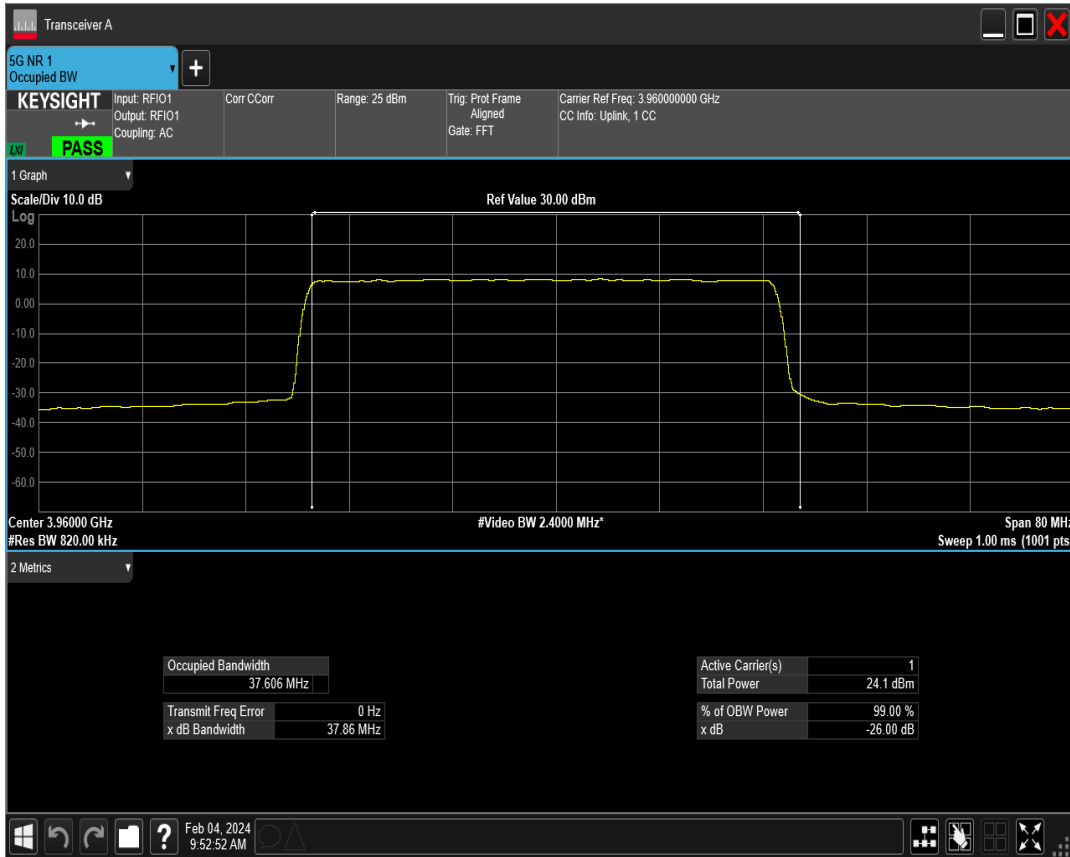 Transceiver A
5G NR 1
Occupied BW
KEYSIGHT
LXI
PASS
Input: RFIO1
Output: RFIO1
Coupling: AC
Corr CCorr
Range: 25 dBm
Trig: Prot Frame
Aligned
Gate: FFT
Carrier Ref Freq: 3.960000000 GHz
CC Info: Uplink, 1 CC
1 Graph
Scale/Div 10.0 dB
Ref Value 30.00 dBm
Log
20.0
10.0
0.00
-10.0
-20.0
-30.0
-40.0
-50.0
-60.0
Center 3.96000 GHz
#Video BW 2.4000 MHz*
Span 80 MHz
#Res BW 820.00 kHz
Sweep 1.00 ms (1001 pts
2 Metrics
Occupied Bandwidth
37.606 MHz
Transmit Freq Error 0 Hz
x dB Bandwidth 37.86 MHz
Active Carrier(s) 1
Total Power 24.1 dBm
% of OBW Power 99.00 %
x dB -26.00 dB
?
Feb 04, 2024
9:52:52 AM